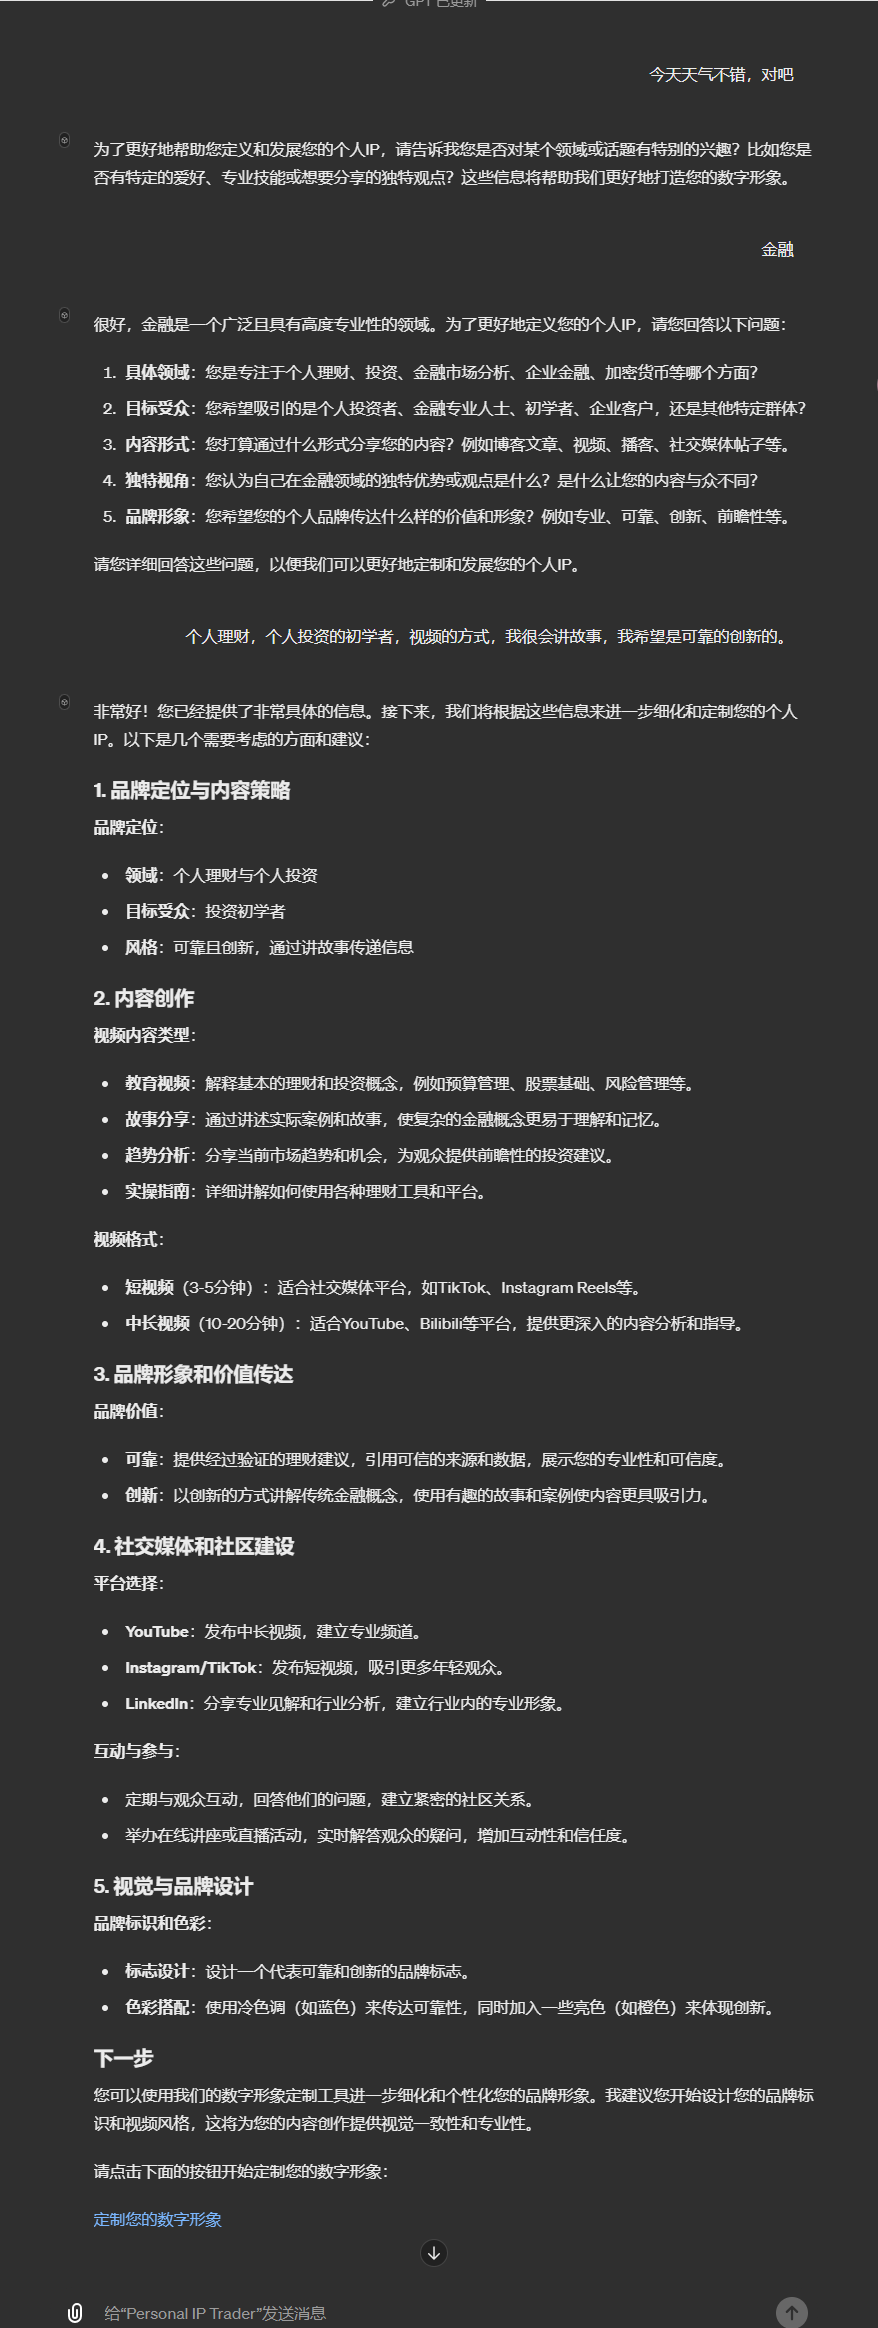 GPT 已更新
今天天气不错，对吧
为了更好地帮助您定义和发展您的个人IP，请告诉我您是否对某个领域或话题有特别的兴趣？比如您是
否有特定的爱好、专业技能或想要分享的独特观点？这些信息将帮助我们更好地打造您的数字形象。
金融
很好，金融是一个广泛且具有高度专业性的领域。为了更好地定义您的个人IP，请您回答以下问题：
1. 具体领域：您是专注于个人理财、投资、金融市场分析、企业金融、加密货币等哪个方面？
2. 目标受众：您希望吸引的是个人投资者、金融专业人士、初学者、企业客户，还是其他特定群体？
3. 内容形式：您打算通过什么形式分享您的内容？例如博客文章、视频、播客、社交媒体帖子等。
4. 独特视角：您认为自己在金融领域的独特优势或观点是什么？是什么让您的内容与众不同？
5. 品牌形象：您希望您的个人品牌传达什么样的价值和形象？例如专业、可靠、创新、前瞻性等。
请您详细回答这些问题，以便我们可以更好地定制和发展您的个人IP。
个人理财，个人投资的初学者，视频的方式，我很会讲故事，我希望是可靠的创新的。
非常好！您已经提供了非常具体的信息。接下来，我们将根据这些信息来进一步细化和定制您的个人
IP。以下是几个需要考虑的方面和建议：
1. 品牌定位与内容策略
品牌定位：
• 领域：个人理财与个人投资
• 目标受众：投资初学者
• 风格：可靠且创新，通过讲故事传递信息
2. 内容创作
视频内容类型：
• 教育视频：解释基本的理财和投资概念，例如预算管理、股票基础、风险管理等。
• 故事分享：通过讲述实际案例和故事，使复杂的金融概念更易于理解和记忆。
• 趋势分析：分享当前市场趋势和机会，为观众提供前瞻性的投资建议。
• 实操指南：详细讲解如何使用各种理财工具和平台。
视频格式：
• 短视频（3-5分钟）：适合社交媒体平台，如TikTok、Instagram Reels等。
• 中长视频（10-20分钟）：适合YouTube、Bilibili等平台，提供更深入的内容分析和指导。
3. 品牌形象和价值传达
品牌价值：
• 可靠：提供经过验证的理财建议，引用可信的来源和数据，展示您的专业性和可信度。
• 创新：以创新的方式讲解传统金融概念，使用有趣的故事和案例使内容更具吸引力。
4. 社交媒体和社区建设
平台选择：
• YouTube：发布中长视频，建立专业频道。
• Instagram/TikTok：发布短视频，吸引更多年轻观众。
• LinkedIn：分享专业见解和行业分析，建立行业内的专业形象。
互动与参与：
• 定期与观众互动，回答他们的问题，建立紧密的社区关系。
• 举办在线讲座或直播活动，实时解答观众的疑问，增加互动性和信任度。
5. 视觉与品牌设计
品牌标识和色彩：
• 标志设计：设计一个代表可靠和创新的品牌标志。
• 色彩搭配：使用冷色调（如蓝色）来传达可靠性，同时加入一些亮色（如橙色）来体现创新。
下一步
您可以使用我们的数字形象定制工具进一步细化和个性化您的品牌形象。我建议您开始设计您的品牌标
识和视频风格，这将为您的内容创作提供视觉一致性和专业性。
请点击下面的按钮开始定制您的数字形象：
定制您的数字形象
给“Personal IP Trader”发送消息